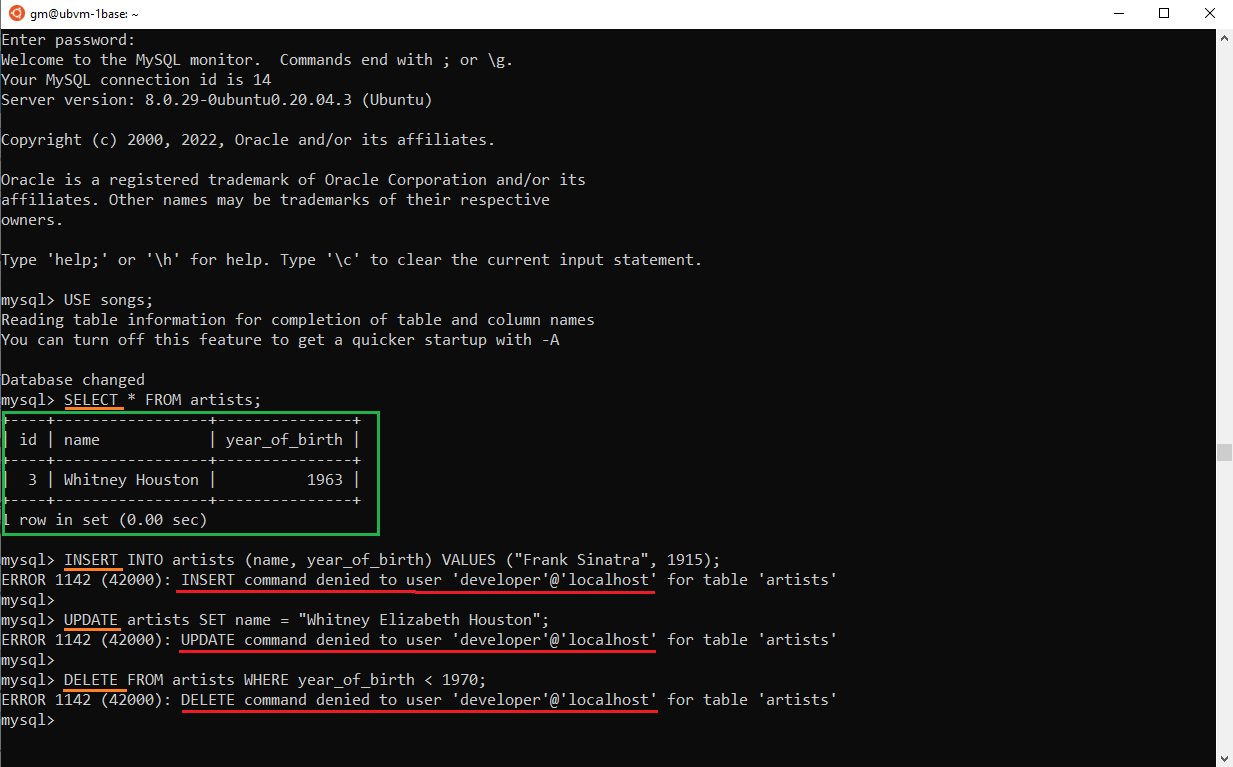 gm@ubvm-1base: ~
Enter password:
Welcome to the MySQL monitor.  Commands end with ; or \g.
Your MySQL connection id is 14
Server version: 8.0.29-0ubuntu0.20.04.3 (Ubuntu)
Copyright (c) 2000, 2022, Oracle and/or its affiliates.
Oracle is a registered trademark of Oracle Corporation and/or its
affiliates. Other names may be trademarks of their respective
owners.
Type 'help;' or '\h' for help. Type '\c' to clear the current input statement.
mysql> USE songs;
Reading table information for completion of table and column names
You can turn off this feature to get a quicker startup with -A
Database changed
mysql> SELECT * FROM artists;
+----+-----------------+---------------+
| id | name            | year_of_birth |
+----+-----------------+---------------+
|  3 | Whitney Houston |          1963 |
+----+-----------------+---------------+
1 row in set (0.00 sec)
mysql> INSERT INTO artists (name, year_of_birth) VALUES ("Frank Sinatra", 1915);
ERROR 1142 (42000): INSERT command denied to user 'developer'@'localhost' for table 'artists'
mysql>
mysql> UPDATE artists SET name = "Whitney Elizabeth Houston";
ERROR 1142 (42000): UPDATE command denied to user 'developer'@'localhost' for table 'artists'
mysql>
mysql> DELETE FROM artists WHERE year_of_birth < 1970;
ERROR 1142 (42000): DELETE command denied to user 'developer'@'localhost' for table 'artists'
mysql>